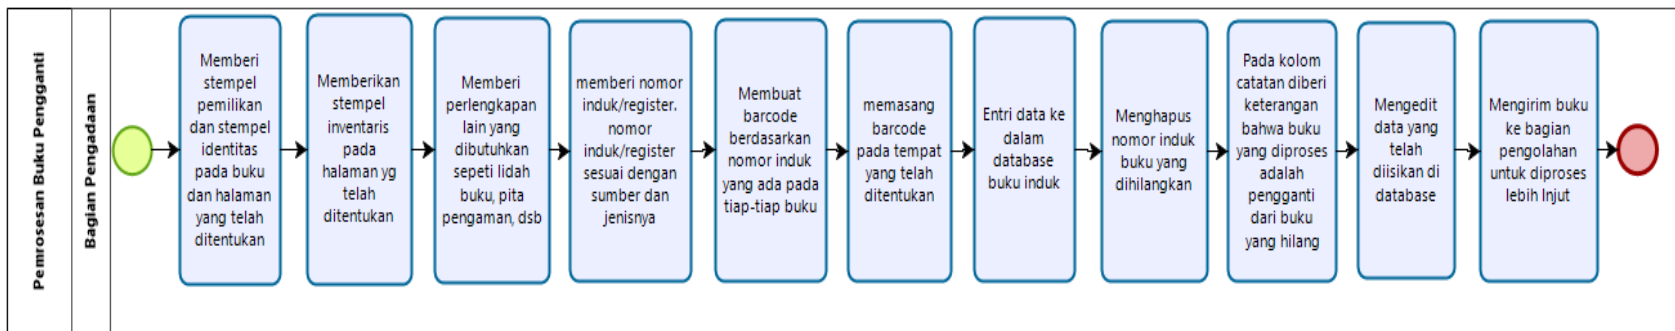 Pemrosesan Buku Pengganti
Bagian Pengadaan
Memberi
stempel
pemilikan
dan stempel
identitas
pada buku
dan halaman
yang telah
ditentukan
Memberikan
stempel
inventaris
pada
halaman yg
telah
ditentukan
Memberi
perlengkapan
lain yang
dibutuhkan
sepeti lidah
buku, pita
pengaman, dsb
memberi nomor
induk/register.
nomor
induk/register
sesuai dengan
sumber dan
jenisnya
Membuat
barcode
berdasarkan
nomor induk
yang ada pada
tiap-tiap buku
memasang
barcode
pada tempat
yang telah
ditentukan
Entri data ke
dalam
database
buku induk
Menghapus
nomor induk
buku yang
dihilangkan
Pada kolom
catatan diberi
keterangan
bahwa buku
yang diproses
adalah
pengganti
dari buku
yang hilang
Mengedit
data yang
telah
diisikan di
database
Mengirim buku
ke bagian
pengolahan
untuk diproses
lebih lnjut